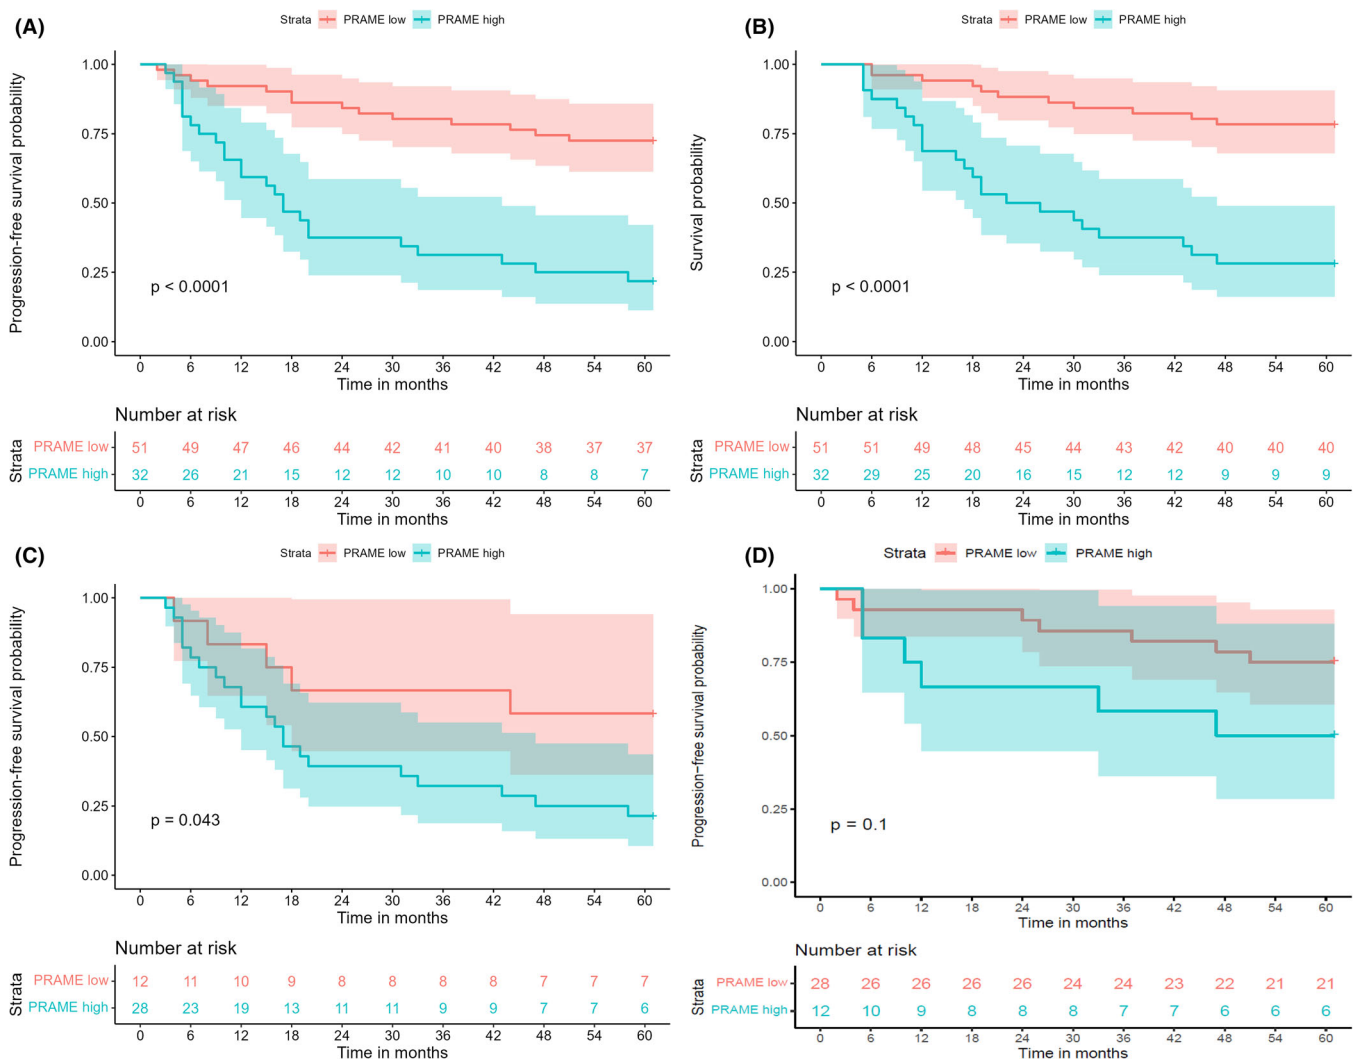 (A)
Strata PRAME low PRAME high
Progression-free survival probability
1.00
0.75
0.50
0.25
0.00
p < 0.0001
0 6 12 18 24 30 36 42 48 54 60
Time in months
Number at risk
Strata
PRAME low 51 49 47 46 44 42 41 40 38 37 37
PRAME high 32 26 21 15 12 12 10 10 8 8 7
0 6 12 18 24 30 36 42 48 54 60
Time in months
(B)
Strata PRAME low PRAME high
Survival probability
1.00
0.75
0.50
0.25
0.00
p < 0.0001
0 6 12 18 24 30 36 42 48 54 60
Time in months
Number at risk
Strata
PRAME low 51 51 49 48 45 44 43 42 40 40 40
PRAME high 32 29 25 20 16 15 12 12 9 9 9
0 6 12 18 24 30 36 42 48 54 60
Time in months
(C)
Strata PRAME low PRAME high
Progression-free survival probability
1.00
0.75
0.50
0.25
0.00
p = 0.043
0 6 12 18 24 30 36 42 48 54 60
Time in months
Number at risk
Strata
PRAME low 12 11 10 9 8 8 8 8 7 7 7
PRAME high 28 23 19 13 11 11 9 9 7 7 6
0 6 12 18 24 30 36 42 48 54 60
Time in months
(D)
Strata PRAME low PRAME high
Progression-free survival probability
1.00
0.75
0.50
0.25
0.00
p = 0.1
0 6 12 18 24 30 36 42 48 54 60
Time in months
Number at risk
Strata
PRAME low 28 26 26 26 26 24 24 23 22 21 21
PRAME high 12 10 9 8 8 8 7 7 6 6 6
0 6 12 18 24 30 36 42 48 54 60
Time in months